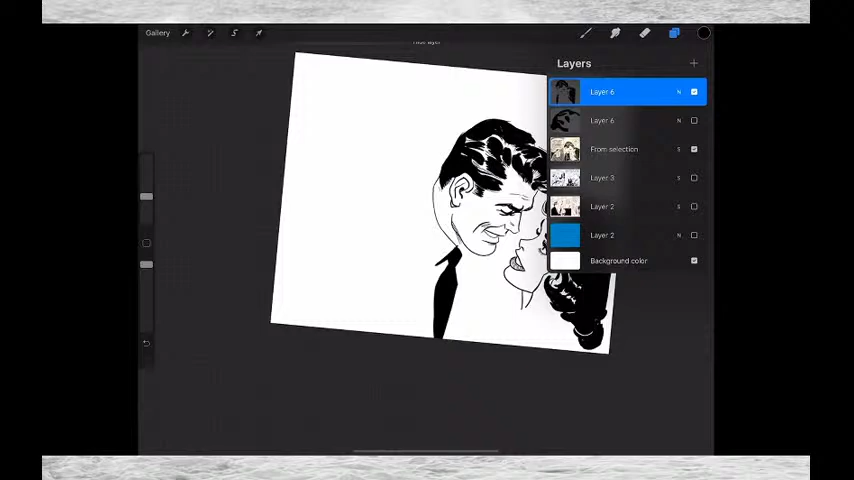 Gallery
Layers
Layer 6 N
Layer 6 N
From selection S
Layer 3 S
Layer 2 S
Layer 2 N
Background color